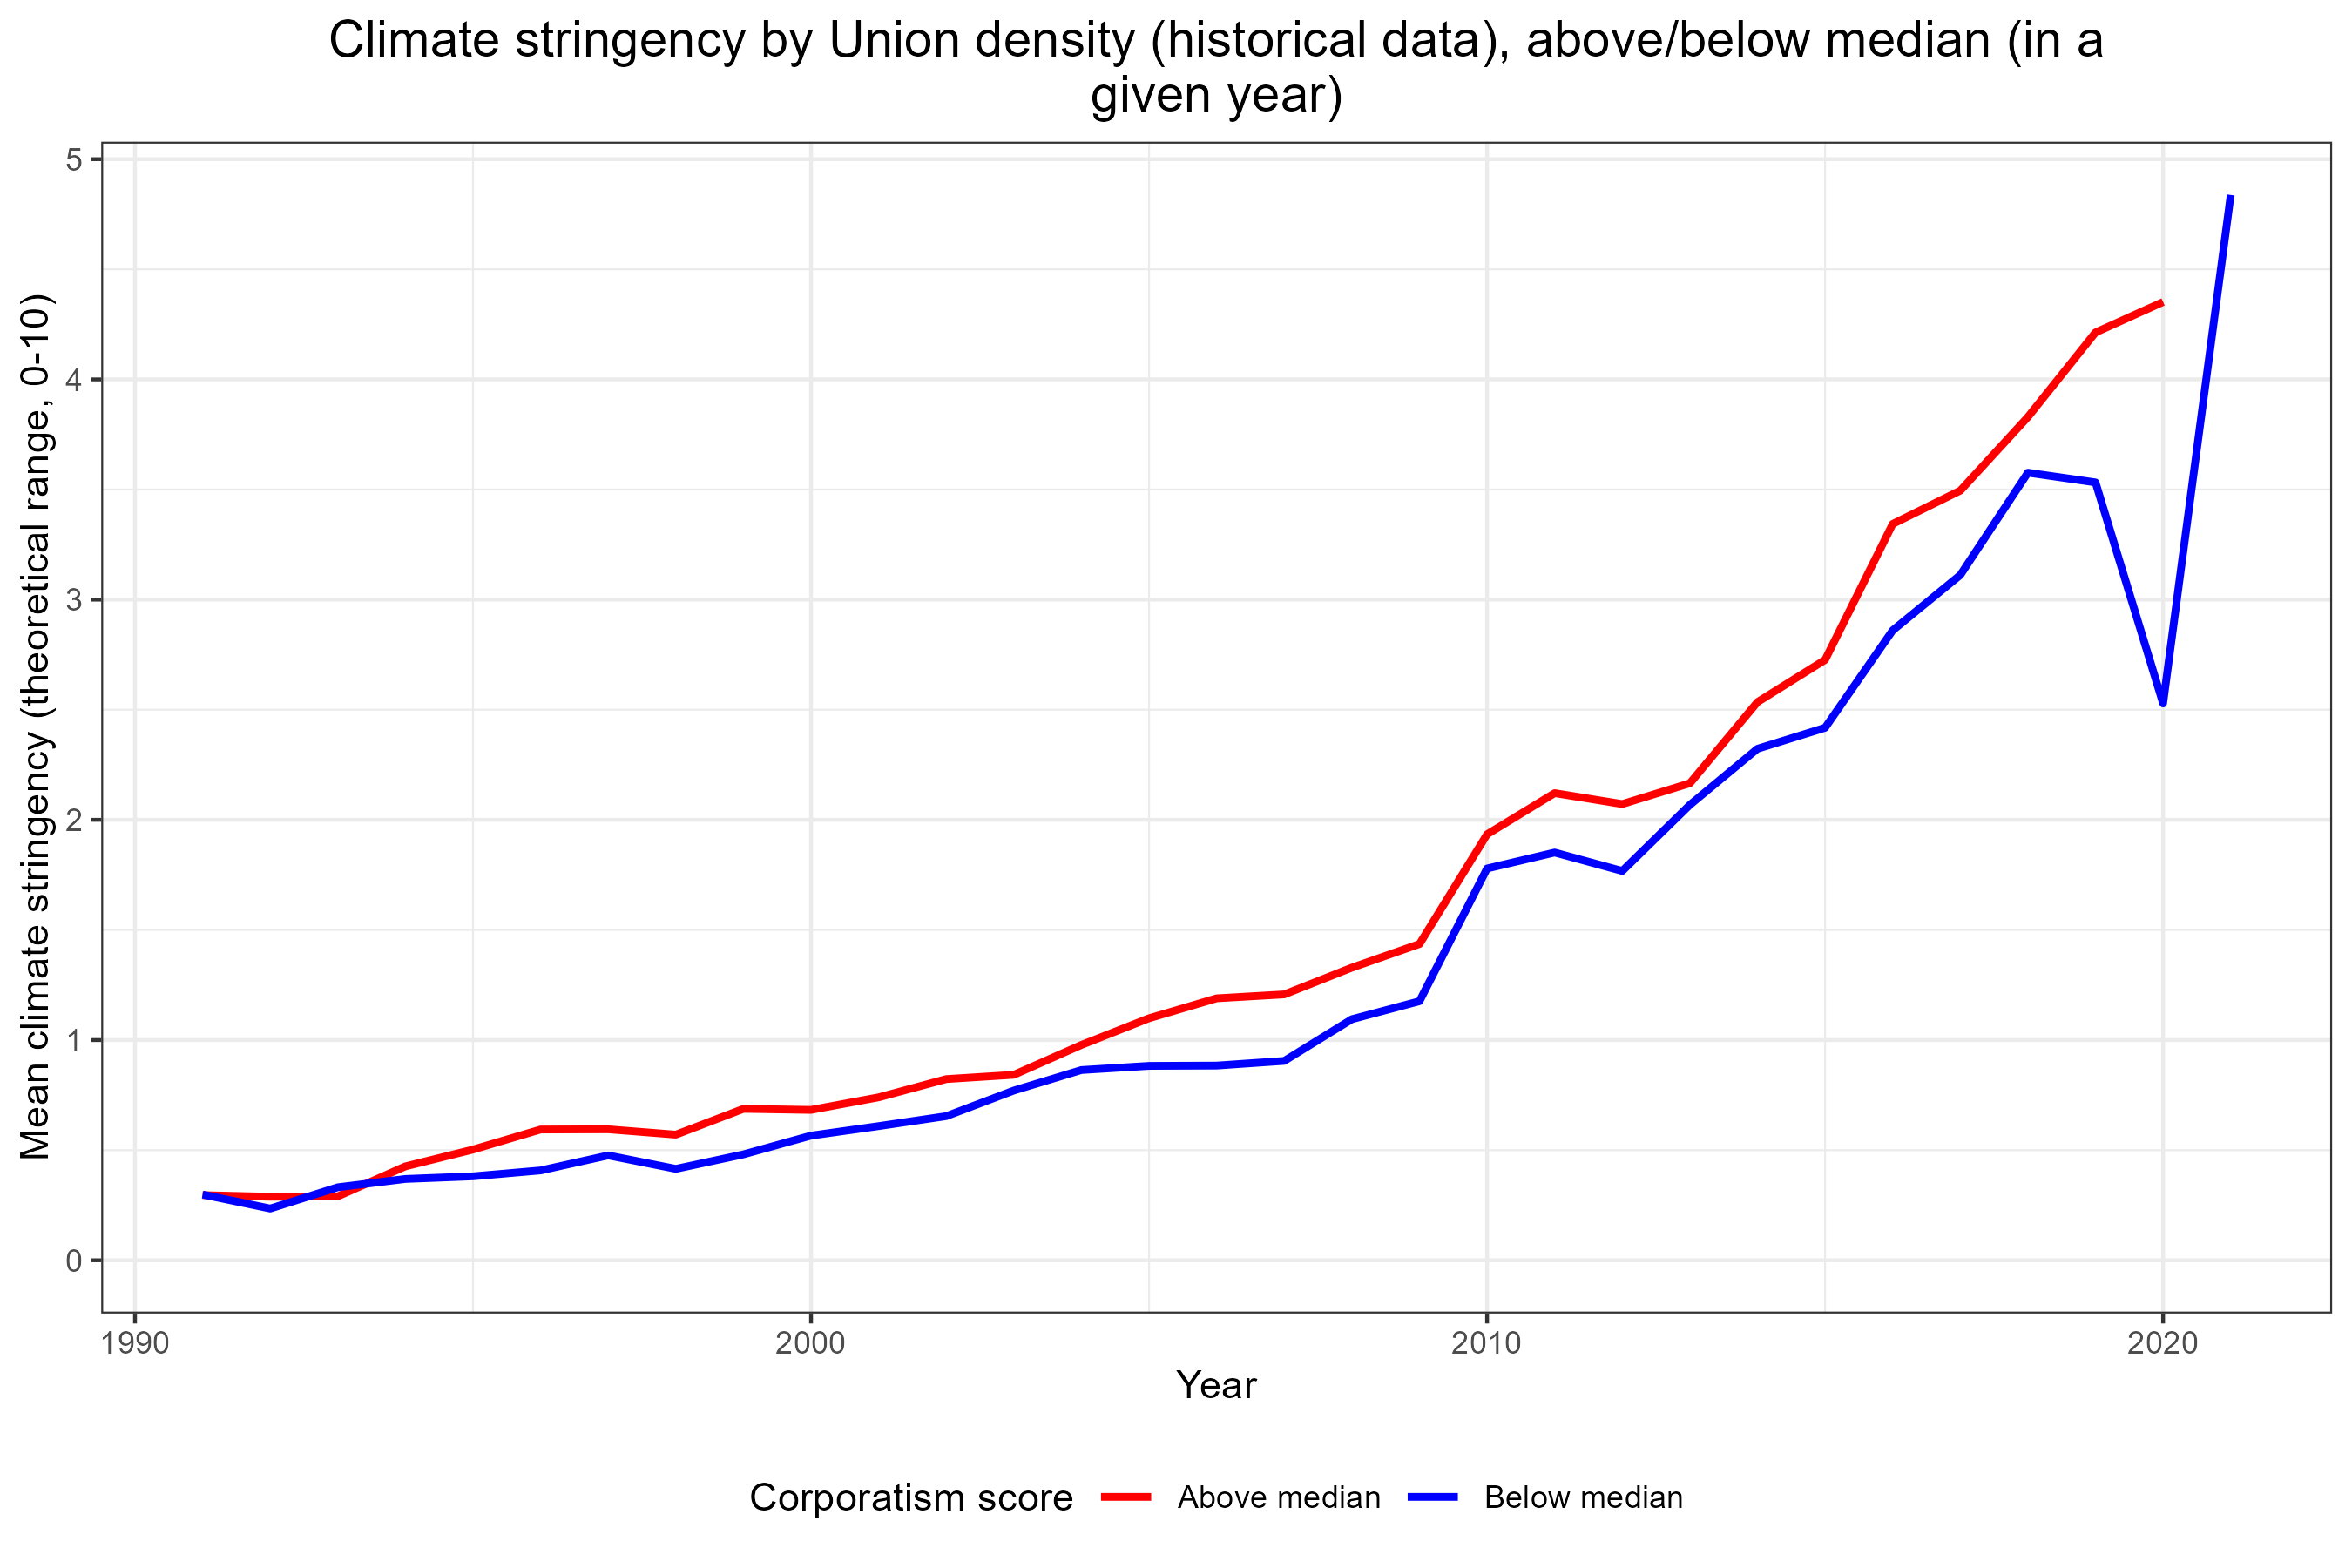 Climate stringency by Union density (historical data), above/below median (in a
given year)
Mean climate stringency (theoretical range, 0-10)
5
4
3
2
1
0
1990 2000 2010 2020
Year
Corporatism score Above median Below median